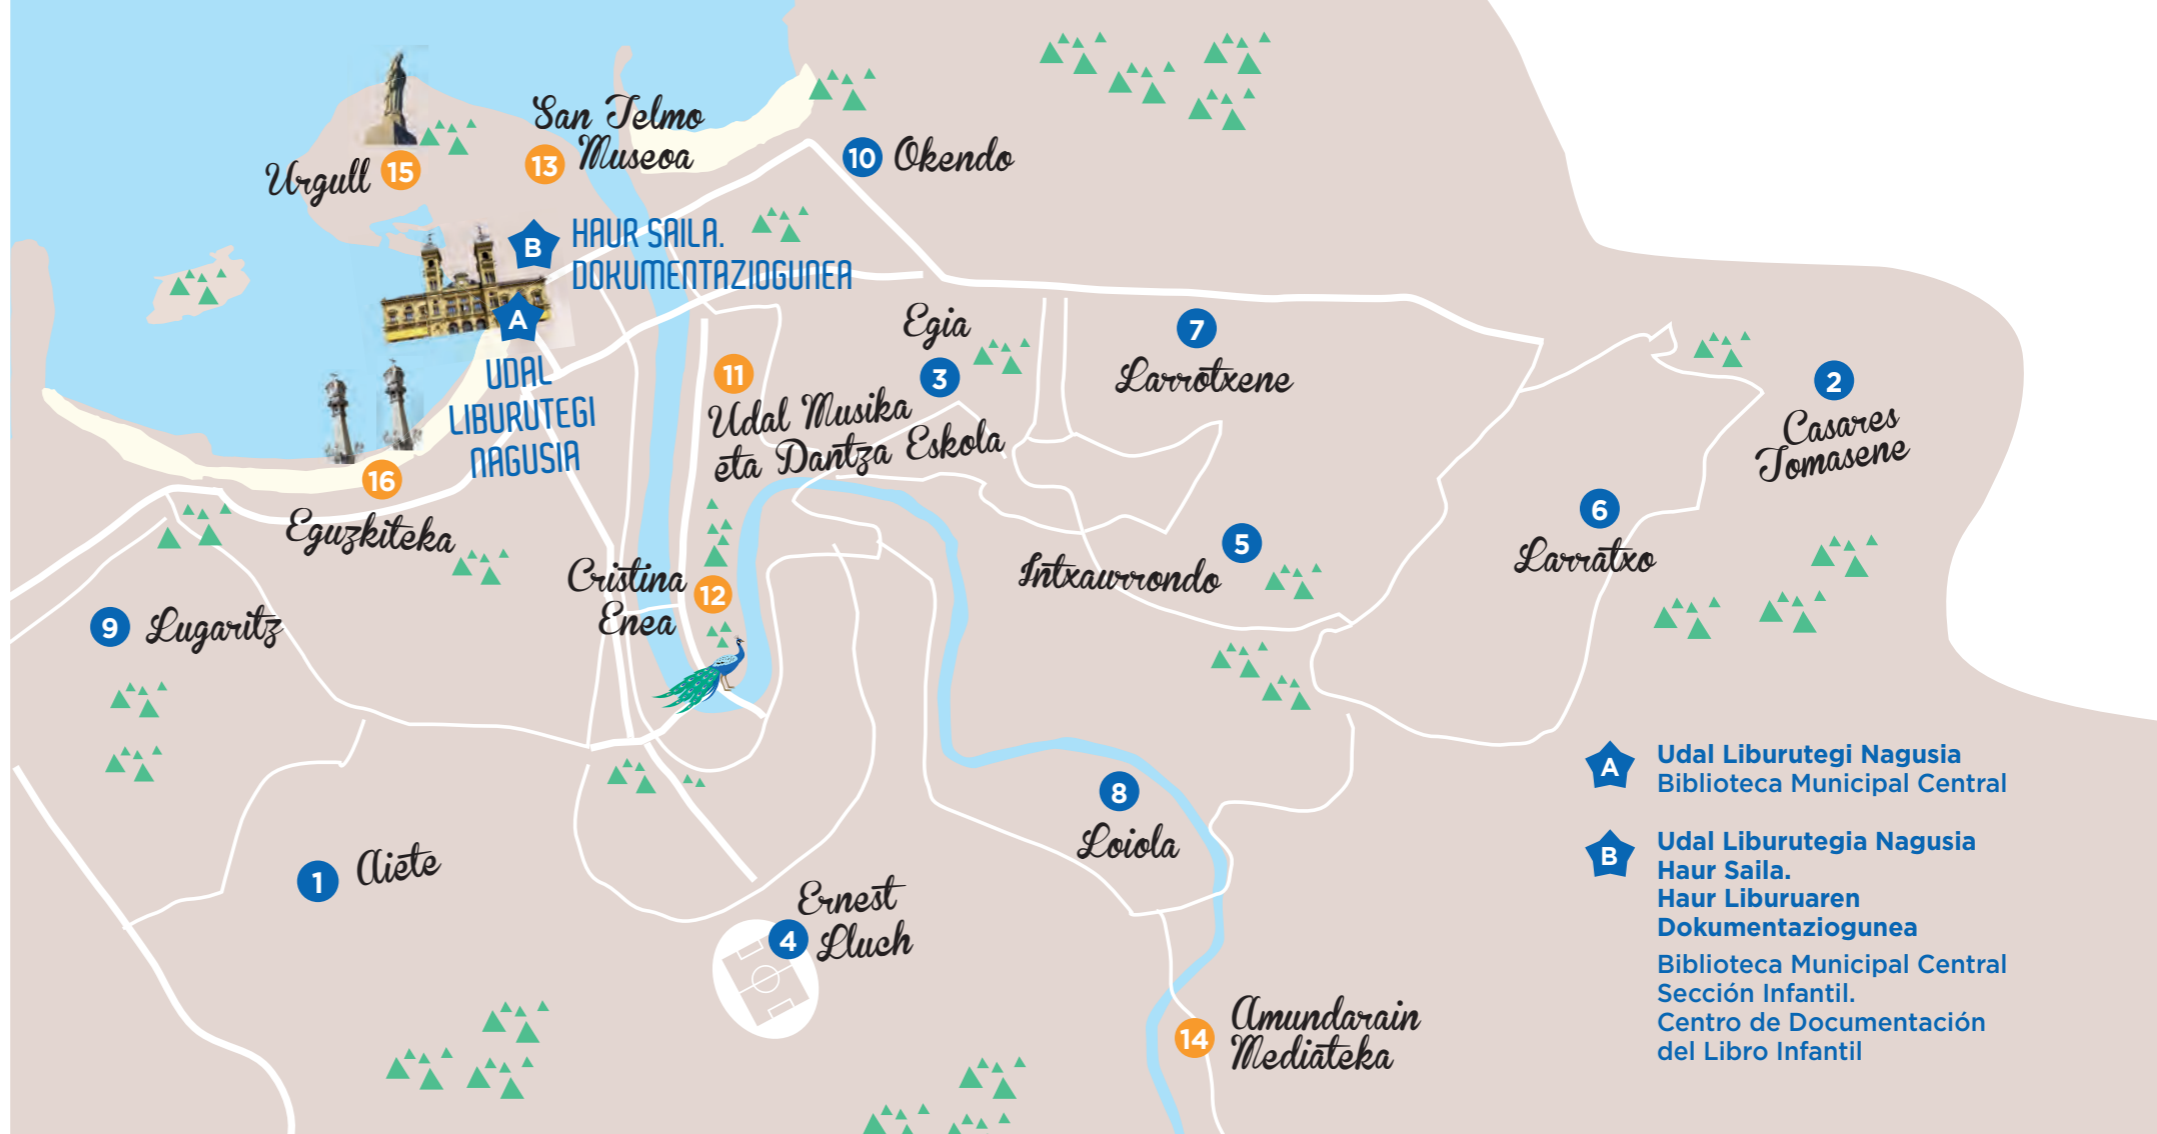 San Telmo
Museoa
13
Urgull
15
10
Okendo
B
HAUR SAILA.
DOKUMENTAZIOGUNEA
A
UDAL
LIBURUTEGI
NAGUSIA
Egia
3
7
Larrotxene
2
Casares
Tomasene
11
Udal Musika
eta Dantza Eskola
16
Eguzkiteka
6
Larratxo
5
Intxaurrondo
Cristina
Enea
12
9
Lugaritz
8
Loiola
1
Aiete
Ernest
Lluch
4
14
Amundarain
Mediateka
A
Udal Liburutegi Nagusia
Biblioteca Municipal Central
B
Udal Liburutegia Nagusia
Haur Saila.
Haur Liburuaren
Dokumentaziogunea
Biblioteca Municipal Central
Sección Infantil.
Centro de Documentación
del Libro Infantil